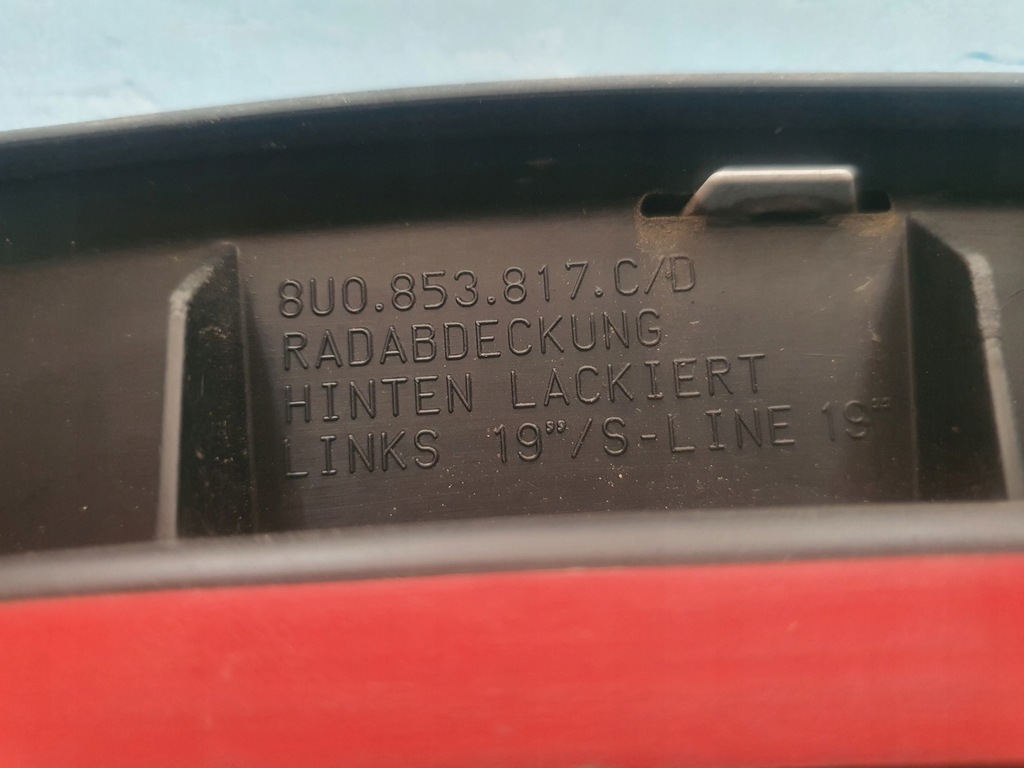 8U0.853.817.C/D
RADABDECKUNG
HINTEN LACKIERT
LINKS 19"/S-LINE 19"